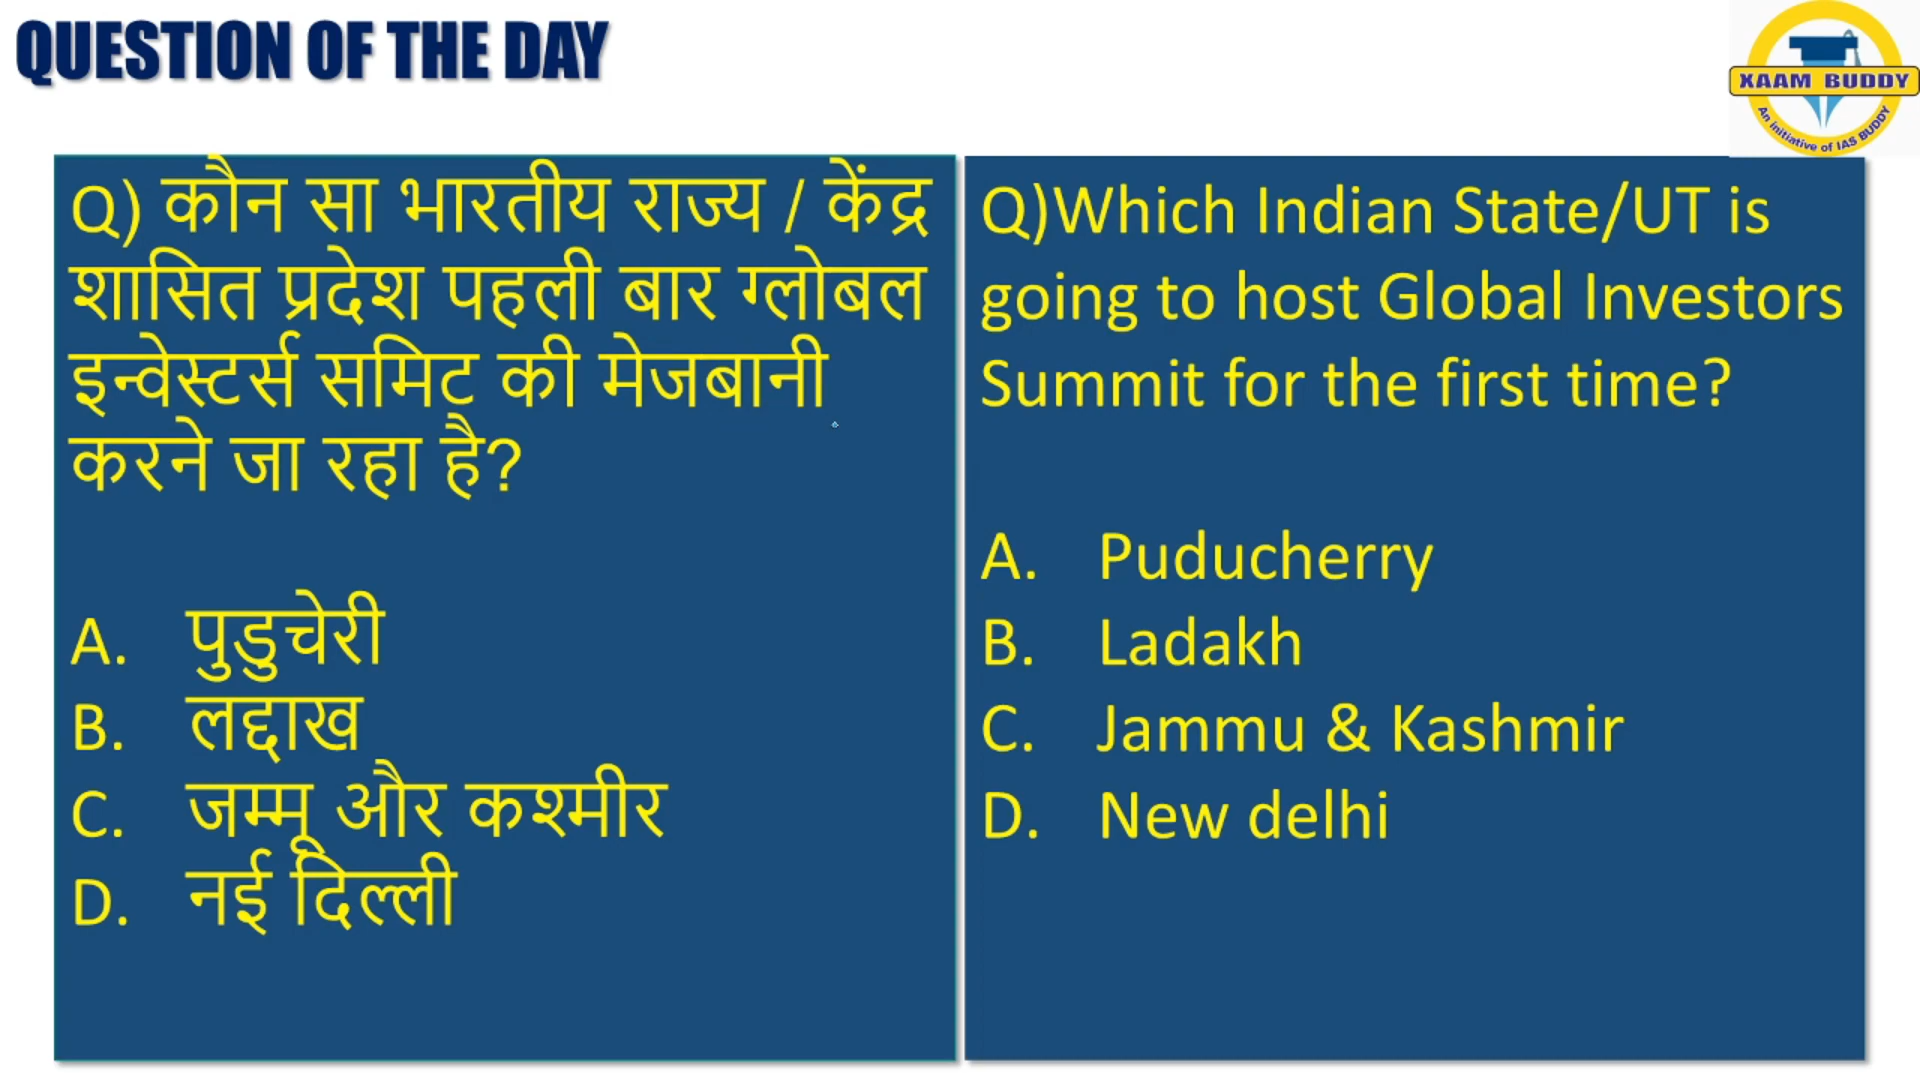 QUESTION OF THE DAY
XAAM BUDDY
An initiative of IAS BUDDY
Q) कौन सा भारतीय राज्य / केंद्र
शासित प्रदेश पहली बार ग्लोबल
इन्वेस्टर्स समिट की मेजबानी
करने जा रहा है?
A. पुडुचेरी
B. लद्दाख
C. जम्मू और कश्मीर
D. नई दिल्ली
Q)Which Indian State/UT is
going to host Global Investors
Summit for the first time?
A. Puducherry
B. Ladakh
C. Jammu & Kashmir
D. New delhi